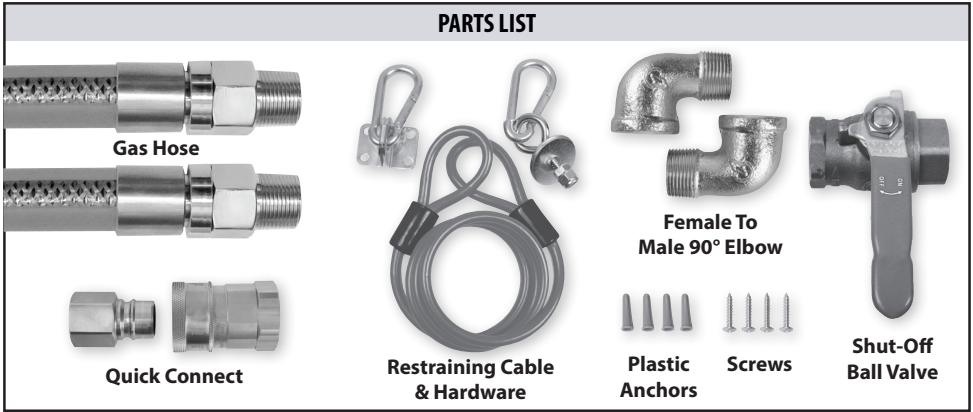 PARTS LIST
Gas Hose
Quick Connect
Restraining Cable
& Hardware
Female To
Male 90° Elbow
Plastic
Anchors
Screws
ON
OFF
Shut-Off
Ball Valve